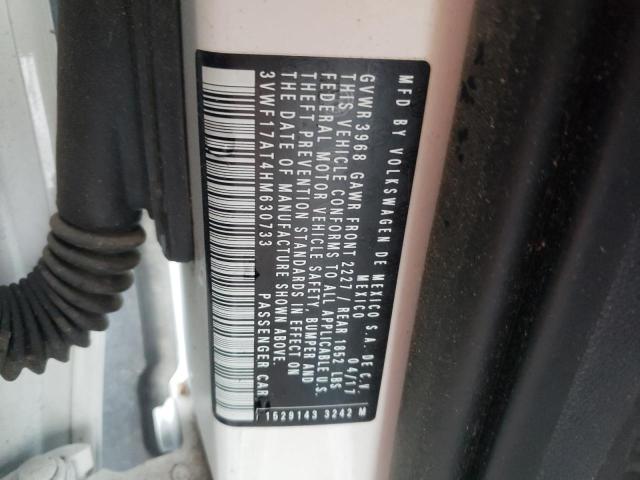 MFD BY VOLKSWAGEN DE MEXICO S.A. DE C.V.
MEXICO 04/17
GVWR 3968 GAWR FRONT 2227 / REAR 1852 LBS
THIS VEHICLE CONFORMS TO ALL APPLICABLE U.S.
FEDERAL MOTOR VEHICLE SAFETY, BUMPER AND
THEFT PREVENTION STANDARDS IN EFFECT ON
THE DATE OF MANUFACTURE SHOWN ABOVE
3VWF17AT4HM630733 PASSENGER CAR
1629143 3242 M